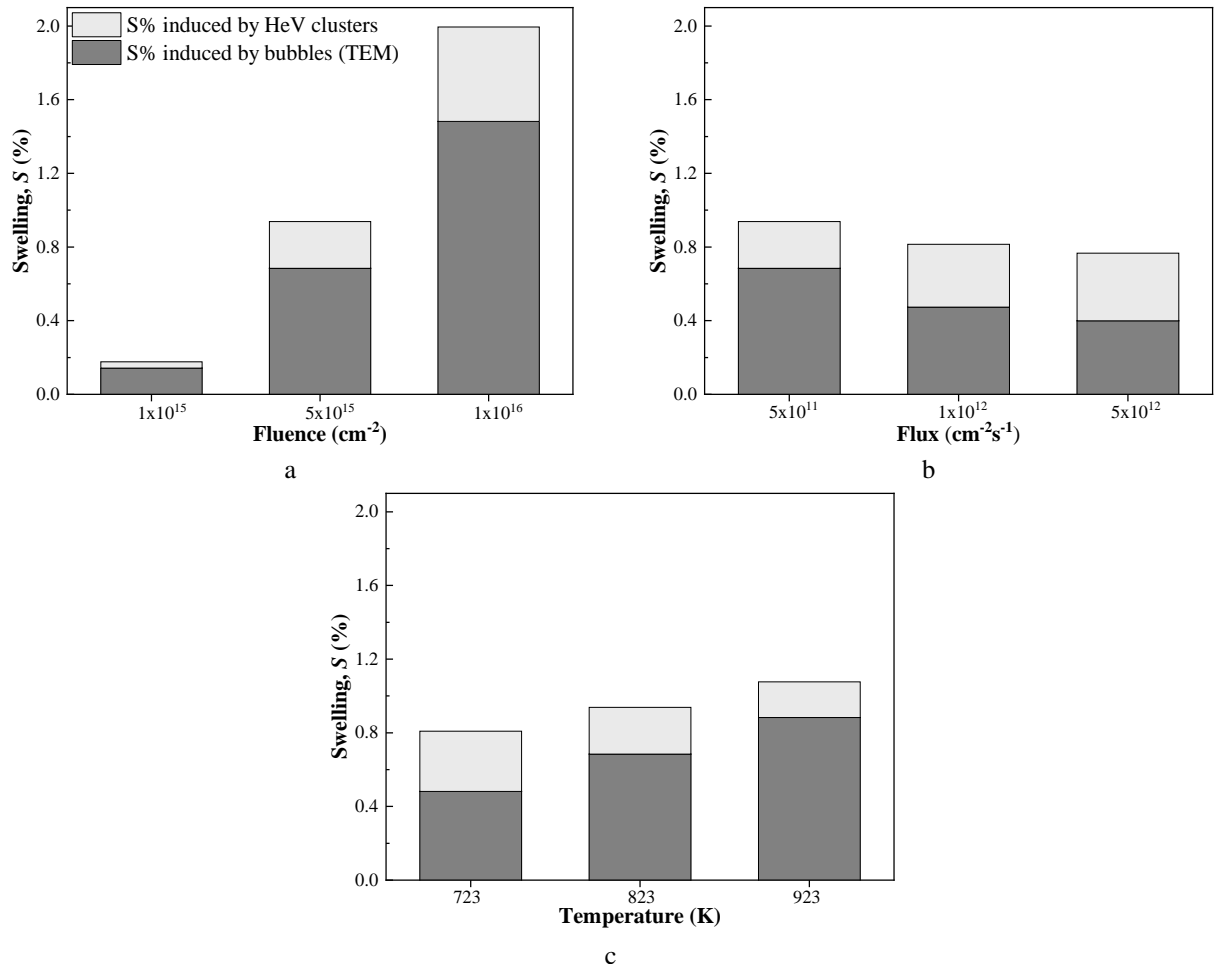 S% induced by HeV clusters
S% induced by bubbles (TEM)
Swelling, S (%)
2.0
1.6
1.2
0.8
0.4
0.0
1x10¹⁵
5x10¹⁵
1x10¹⁶
Fluence (cm⁻²)
a
Swelling, S (%)
2.0
1.6
1.2
0.8
0.4
0.0
5x10¹¹
1x10¹²
5x10¹²
Flux (cm⁻²s⁻¹)
b
Swelling, S (%)
2.0
1.6
1.2
0.8
0.4
0.0
723
823
923
Temperature (K)
c